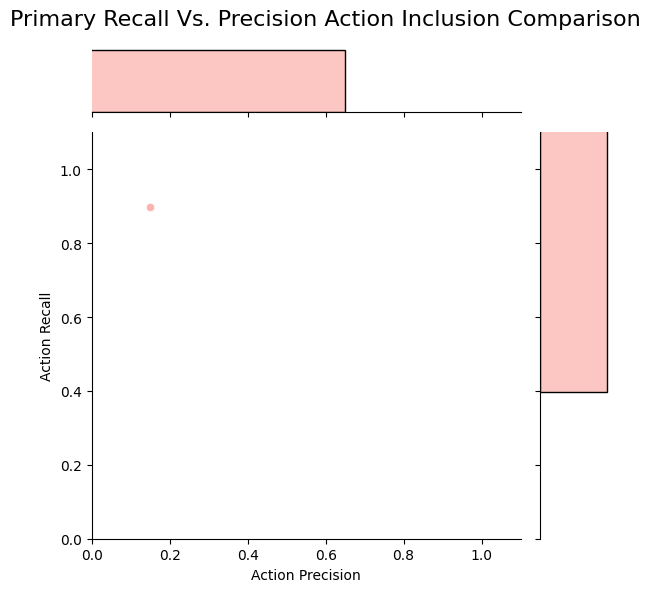 Primary Recall Vs. Precision Action Inclusion Comparison
1.0
0.8
0.6
0.4
0.2
0.0
Action Recall
0.0 0.2 0.4 0.6 0.8 1.0
Action Precision